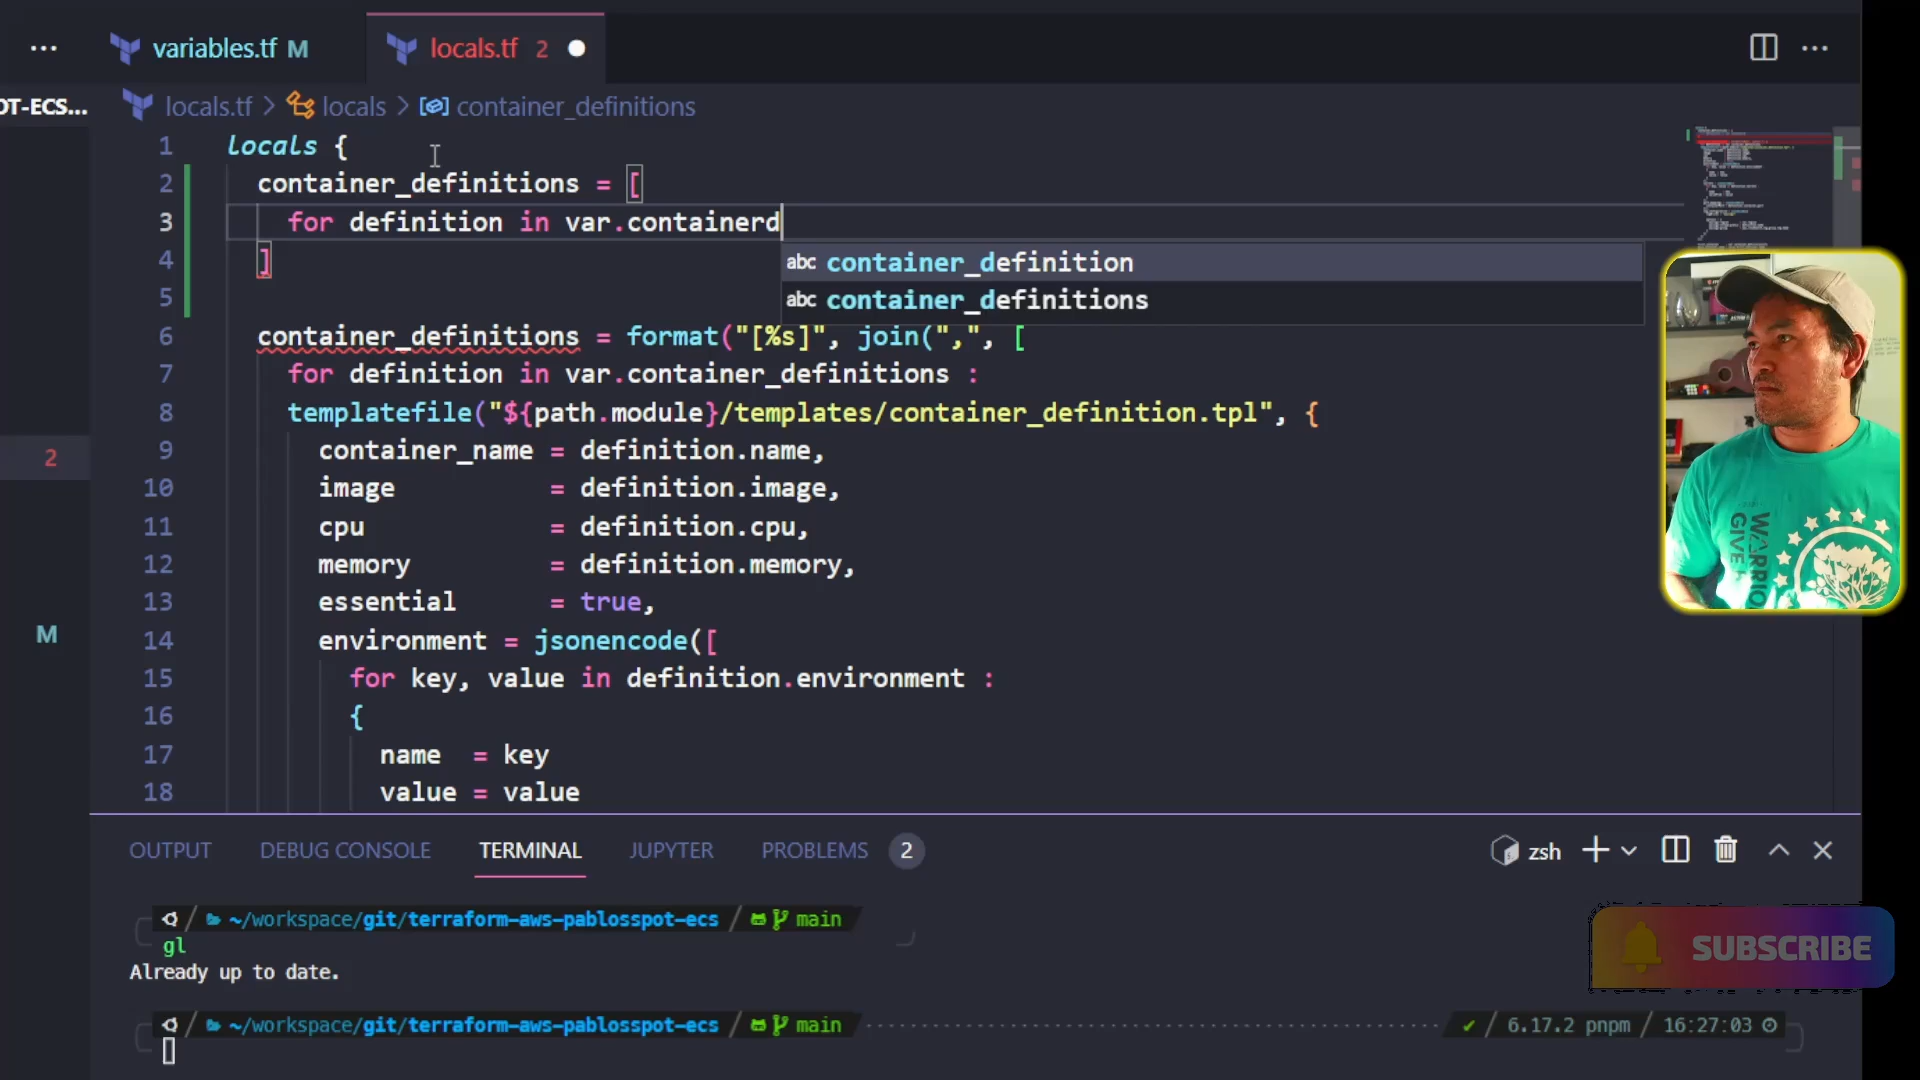 ... variables.tf M locals.tf 2
OT-ECS... locals.tf > locals > container_definitions
1 locals {
2 container_definitions = [
3 for definition in var.containerd
4 ]
abc container_definition
5
abc container_definitions
6 container_definitions = format("[%s]", join(",", [
7 for definition in var.container_definitions :
8 templatefile("${path.module}/templates/container_definition.tpl", {
9 container_name = definition.name,
2
10 image = definition.image,
11 cpu = definition.cpu,
12 memory = definition.memory,
13 essential = true,
M
14 environment = jsonencode([
15 for key, value in definition.environment :
16 {
17 name = key
18 value = value
WARRIO
GIVE
OUTPUT DEBUG CONSOLE TERMINAL JUPYTER PROBLEMS 2 zsh
~/workspace/git/terraform-aws-pablosspot-ecs / main
gl
Already up to date.
SUBSCRIBE
~/workspace/git/terraform-aws-pablosspot-ecs / main ✓ / 6.17.2 pnpm / 16:27:03